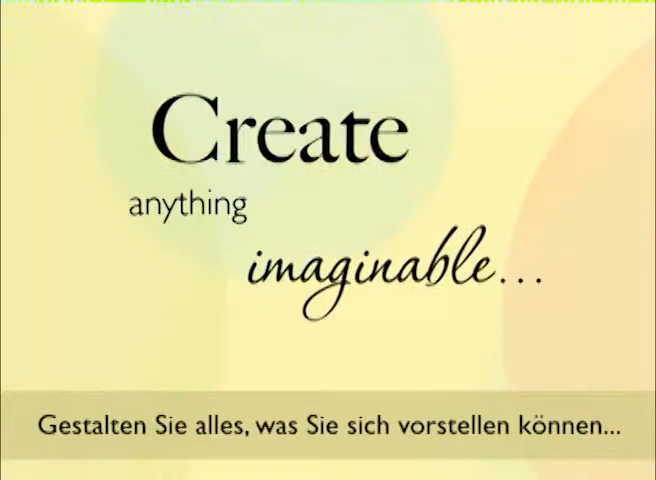 Create
anything
imaginable...
Gestalten Sie alles, was Sie sich vorstellen können...